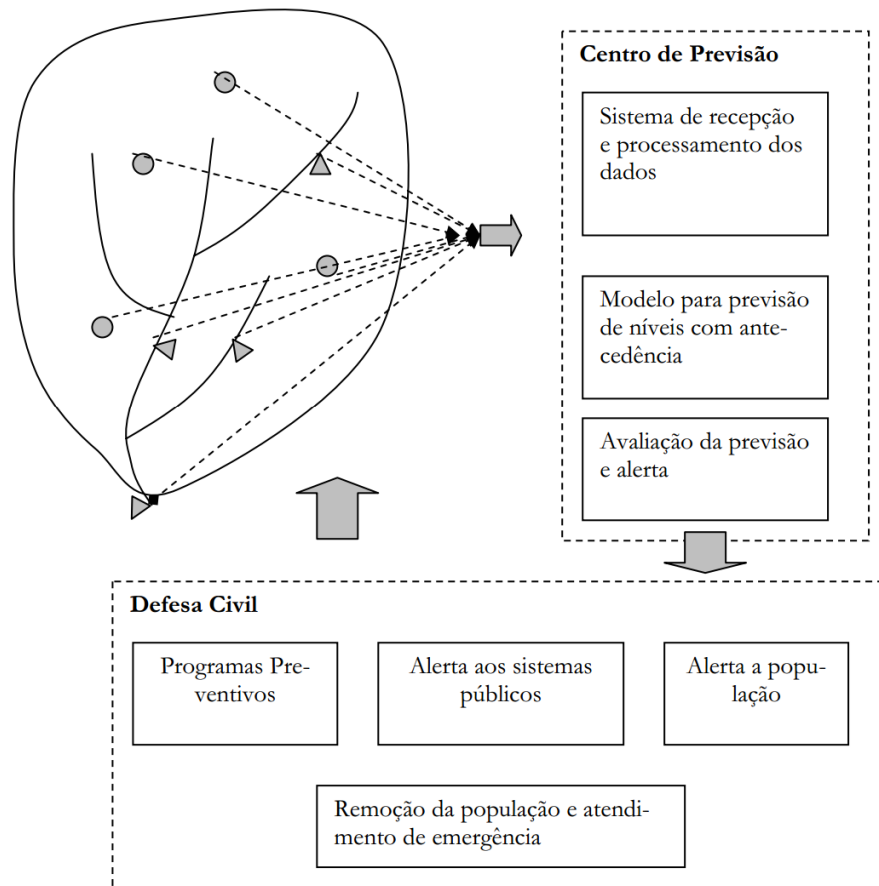 Centro de Previsão
Sistema de recepção
e processamento dos
dados
Modelo para previsão
de níveis com ante-
cedência
Avaliação da previsão
e alerta
Defesa Civil
Programas Pre-
ventivos
Alerta aos sistemas
públicos
Alerta a popu-
lação
Remoção da população e atendi-
mento de emergência